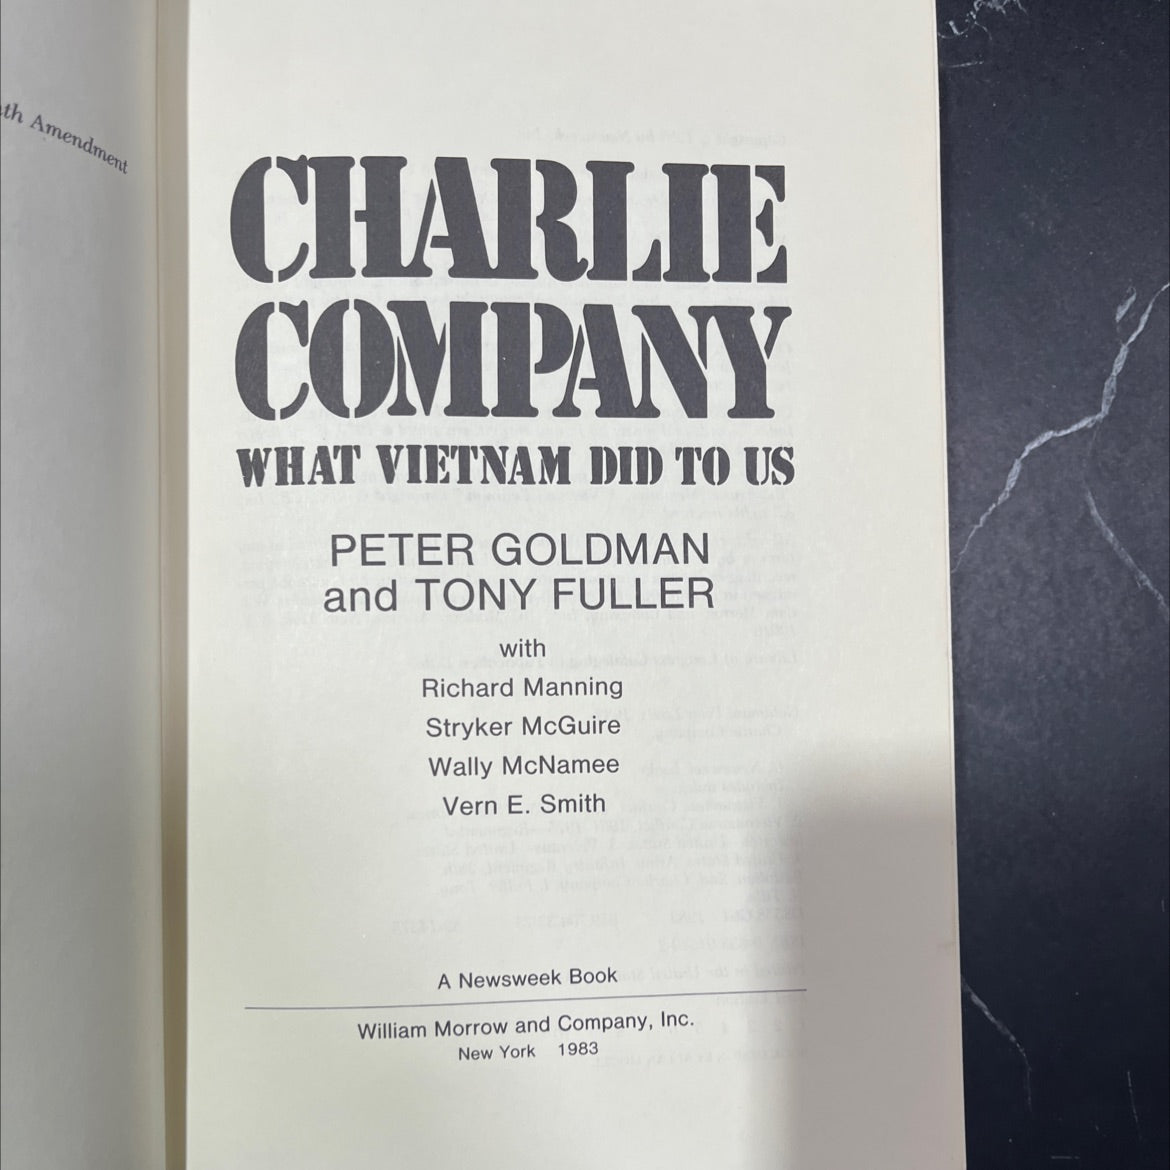 Amendment
CHARLIE
COMPANY
WHAT VIETNAM DID TO US
PETER GOLDMAN
and TONY FULLER
with
Richard Manning
Stryker McGuire
Wally McNamee
Vern E. Smith
A Newsweek Book
William Morrow and Company, Inc.
New York 1983